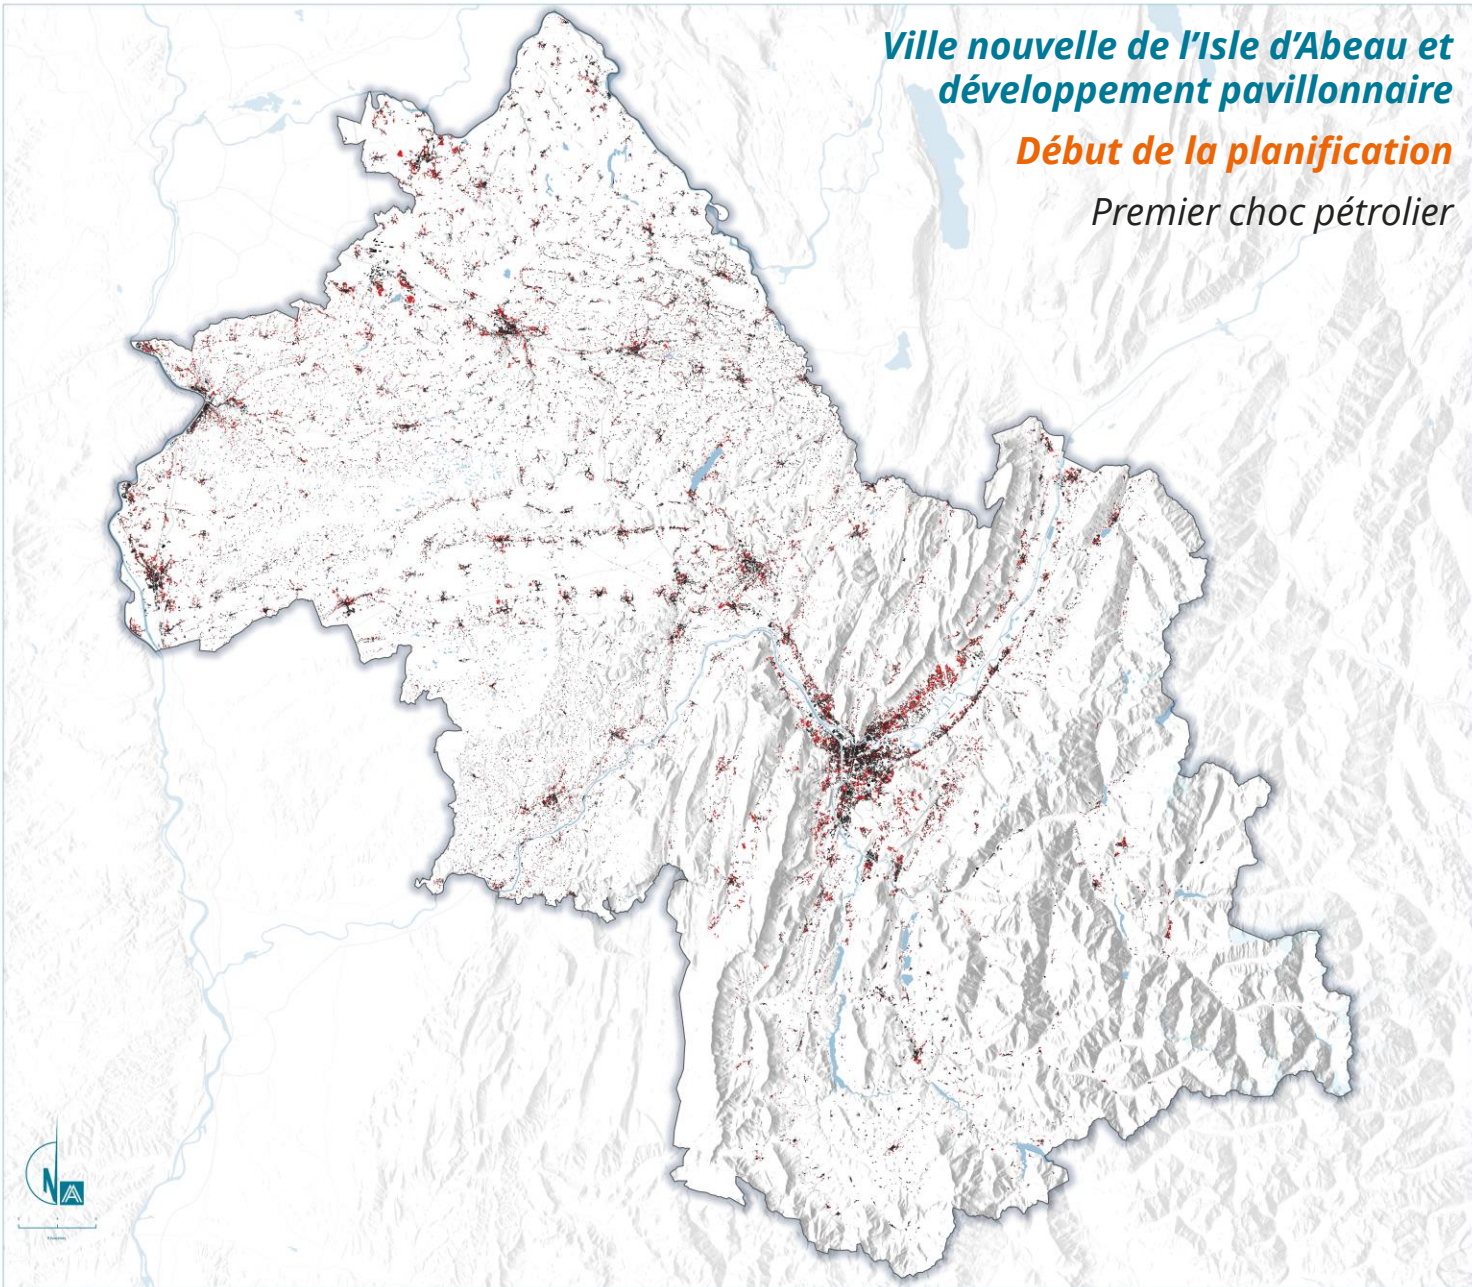 Ville nouvelle de l'Isle d'Abeau et
développement pavillonnaire
Début de la planification
Premier choc pétrolier
N